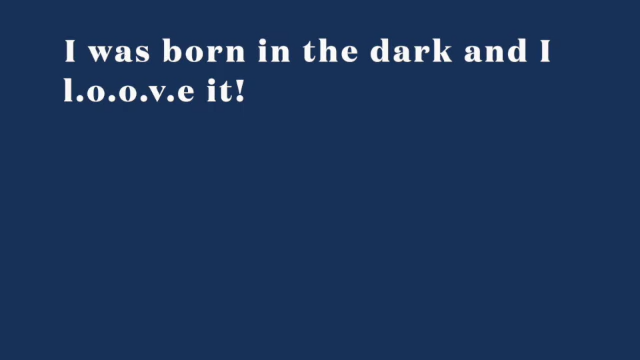 I was born in the dark and I
l.o.o.v.e it!